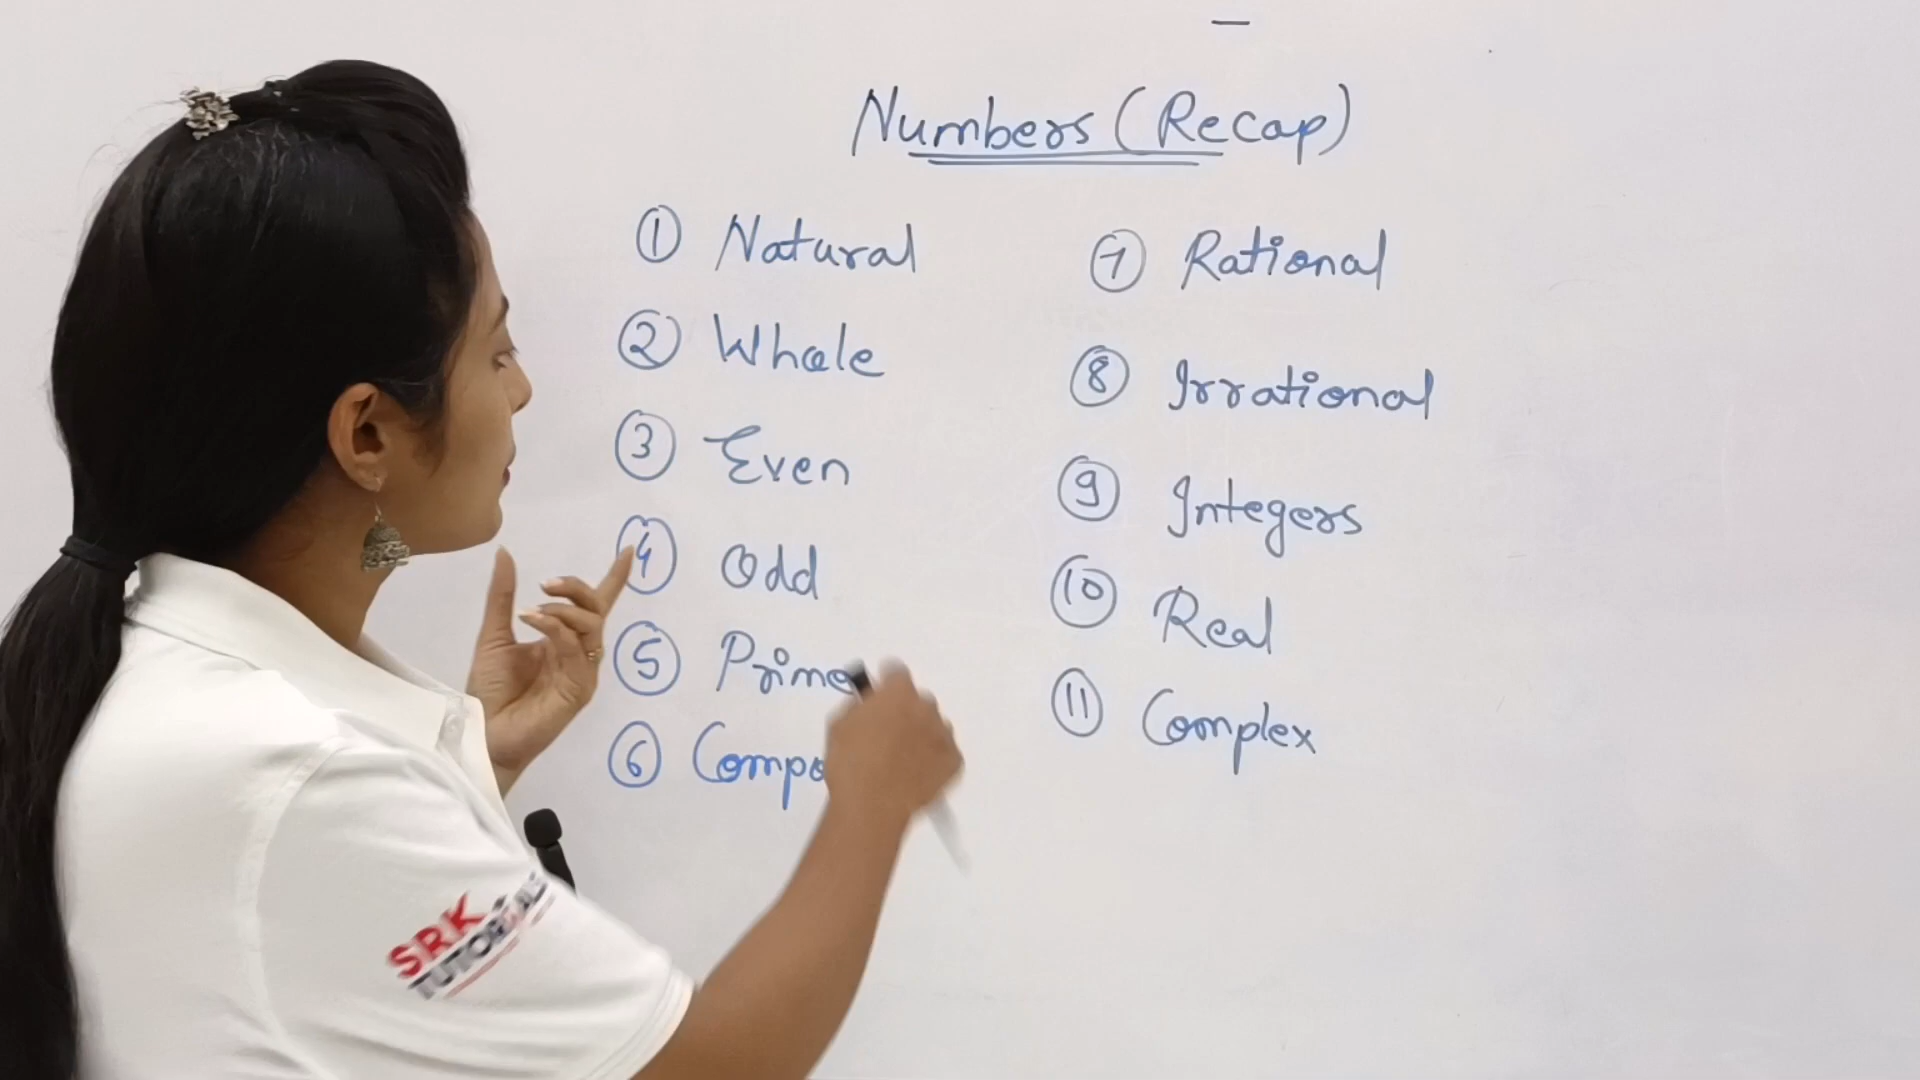 Numbers (Recap)
① Natural
② Whole
③ Even
④ Odd
⑤ Prime
⑥
⑦ Rational
⑧ Irrational
⑨ Integers
⑩ Real
⑪ Complex
SRK
TUTORIALS